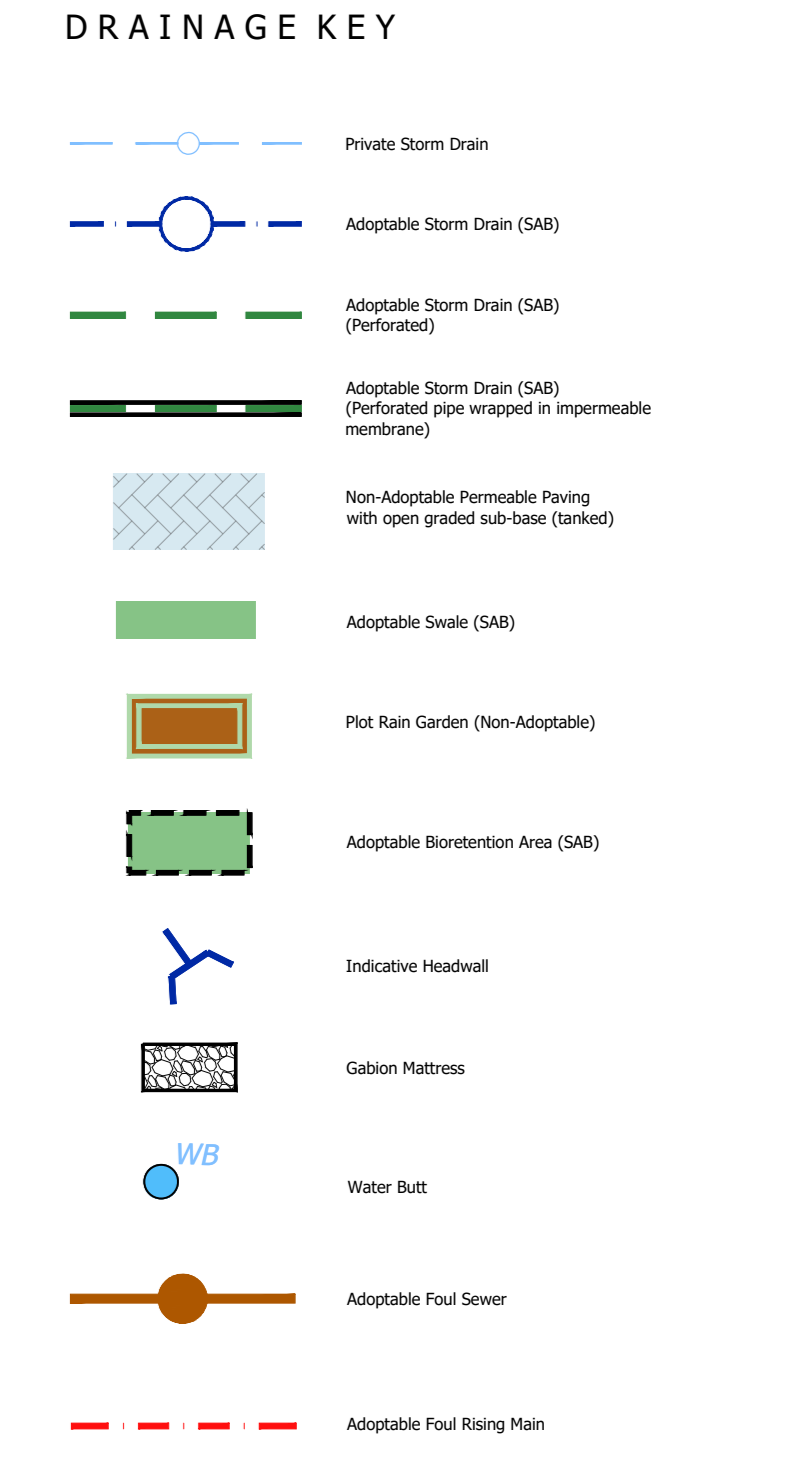 DRAINAGE KEY
Private Storm Drain
Adoptable Storm Drain (SAB)
Adoptable Storm Drain (SAB)
(Perforated)
Adoptable Storm Drain (SAB)
(Perforated pipe wrapped in impermeable
membrane)
Non-Adoptable Permeable Paving
with open graded sub-base (tanked)
Adoptable Swale (SAB)
Plot Rain Garden (Non-Adoptable)
Adoptable Bioretention Area (SAB)
Indicative Headwall
Gabion Mattress
WB
Water Butt
Adoptable Foul Sewer
Adoptable Foul Rising Main